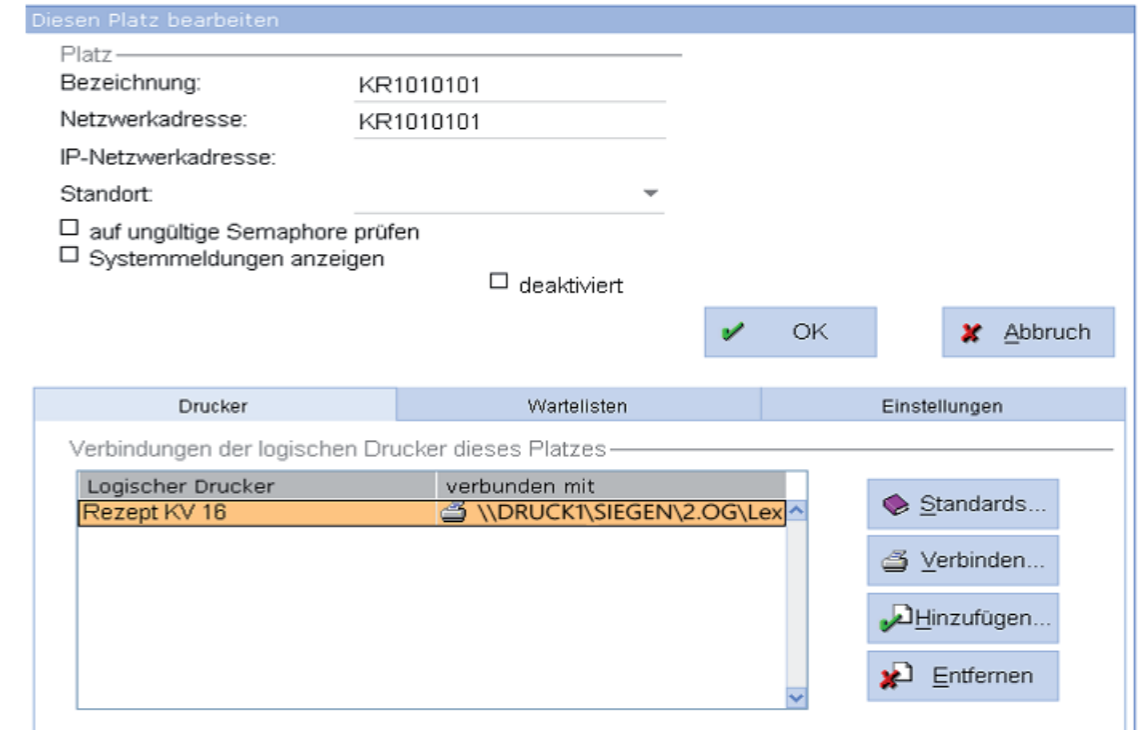 Diesen Platz bearbeiten
Platz
Bezeichnung: KR1010101
Netzwerkadresse: KR1010101
IP-Netzwerkadresse:
Standort:
auf ungültige Semaphore prüfen
Systemmeldungen anzeigen
deaktiviert
OK Abbruch
Drucker Wartelisten Einstellungen
Verbindungen der logischen Drucker dieses Platzes
Logischer Drucker verbunden mit
Rezept KV 16 \\DRUCK1\SIEGEN\2.OG\Lex
Standards...
Verbinden...
Hinzufügen...
Entfernen